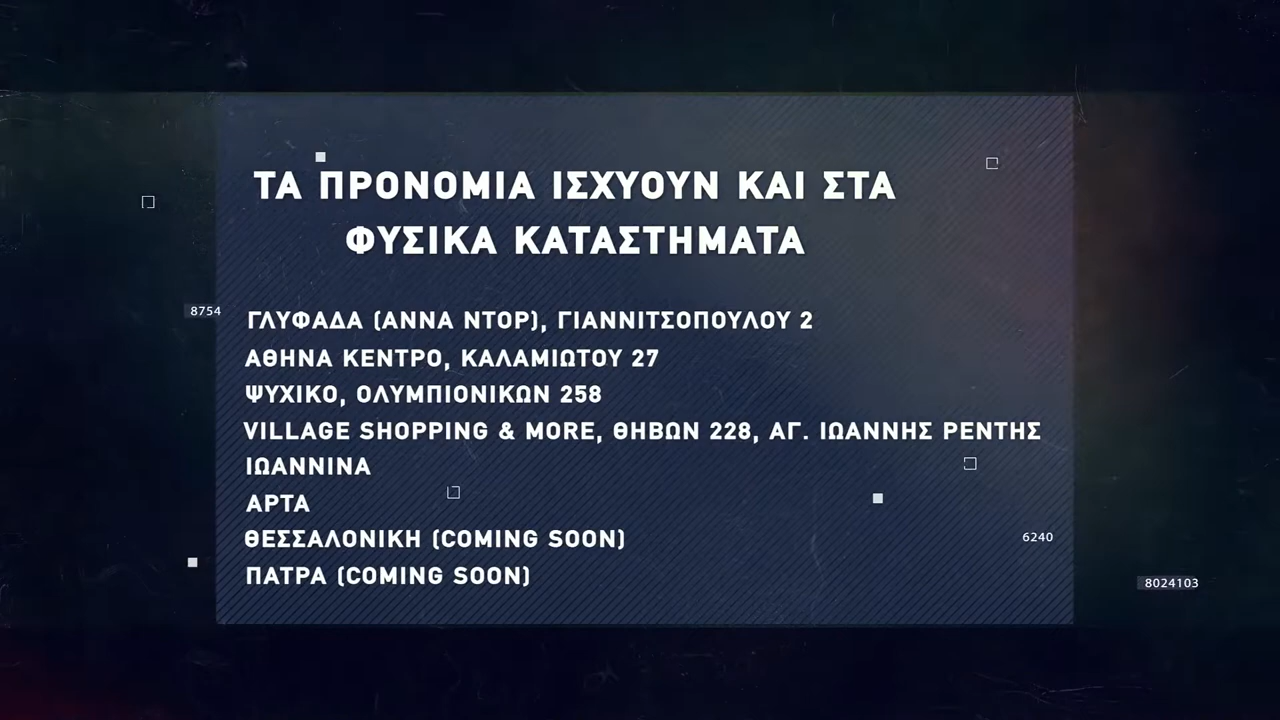 ΤΑ ΠΡΟΝΟΜΙΑ ΙΣΧΥΟΥΝ ΚΑΙ ΣΤΑ
ΦΥΣΙΚΑ ΚΑΤΑΣΤΗΜΑΤΑ
8754
ΓΛΥΦΑΔΑ (ΑΝΝΑ ΝΤΟΡ), ΓΙΑΝΝΙΤΣΟΠΟΥΛΟΥ 2
ΑΘΗΝΑ ΚΕΝΤΡΟ, ΚΑΛΑΜΙΩΤΟΥ 27
ΨΥΧΙΚΟ, ΟΛΥΜΠΙΟΝΙΚΩΝ 258
VILLAGE SHOPPING & MORE, ΘΗΒΩΝ 228, ΑΓ. ΙΩΑΝΝΗΣ ΡΕΝΤΗΣ
ΙΩΑΝΝΙΝΑ
ΑΡΤΑ
ΘΕΣΣΑΛΟΝΙΚΗ (COMING SOON)
6240
ΠΑΤΡΑ (COMING SOON)
8024103